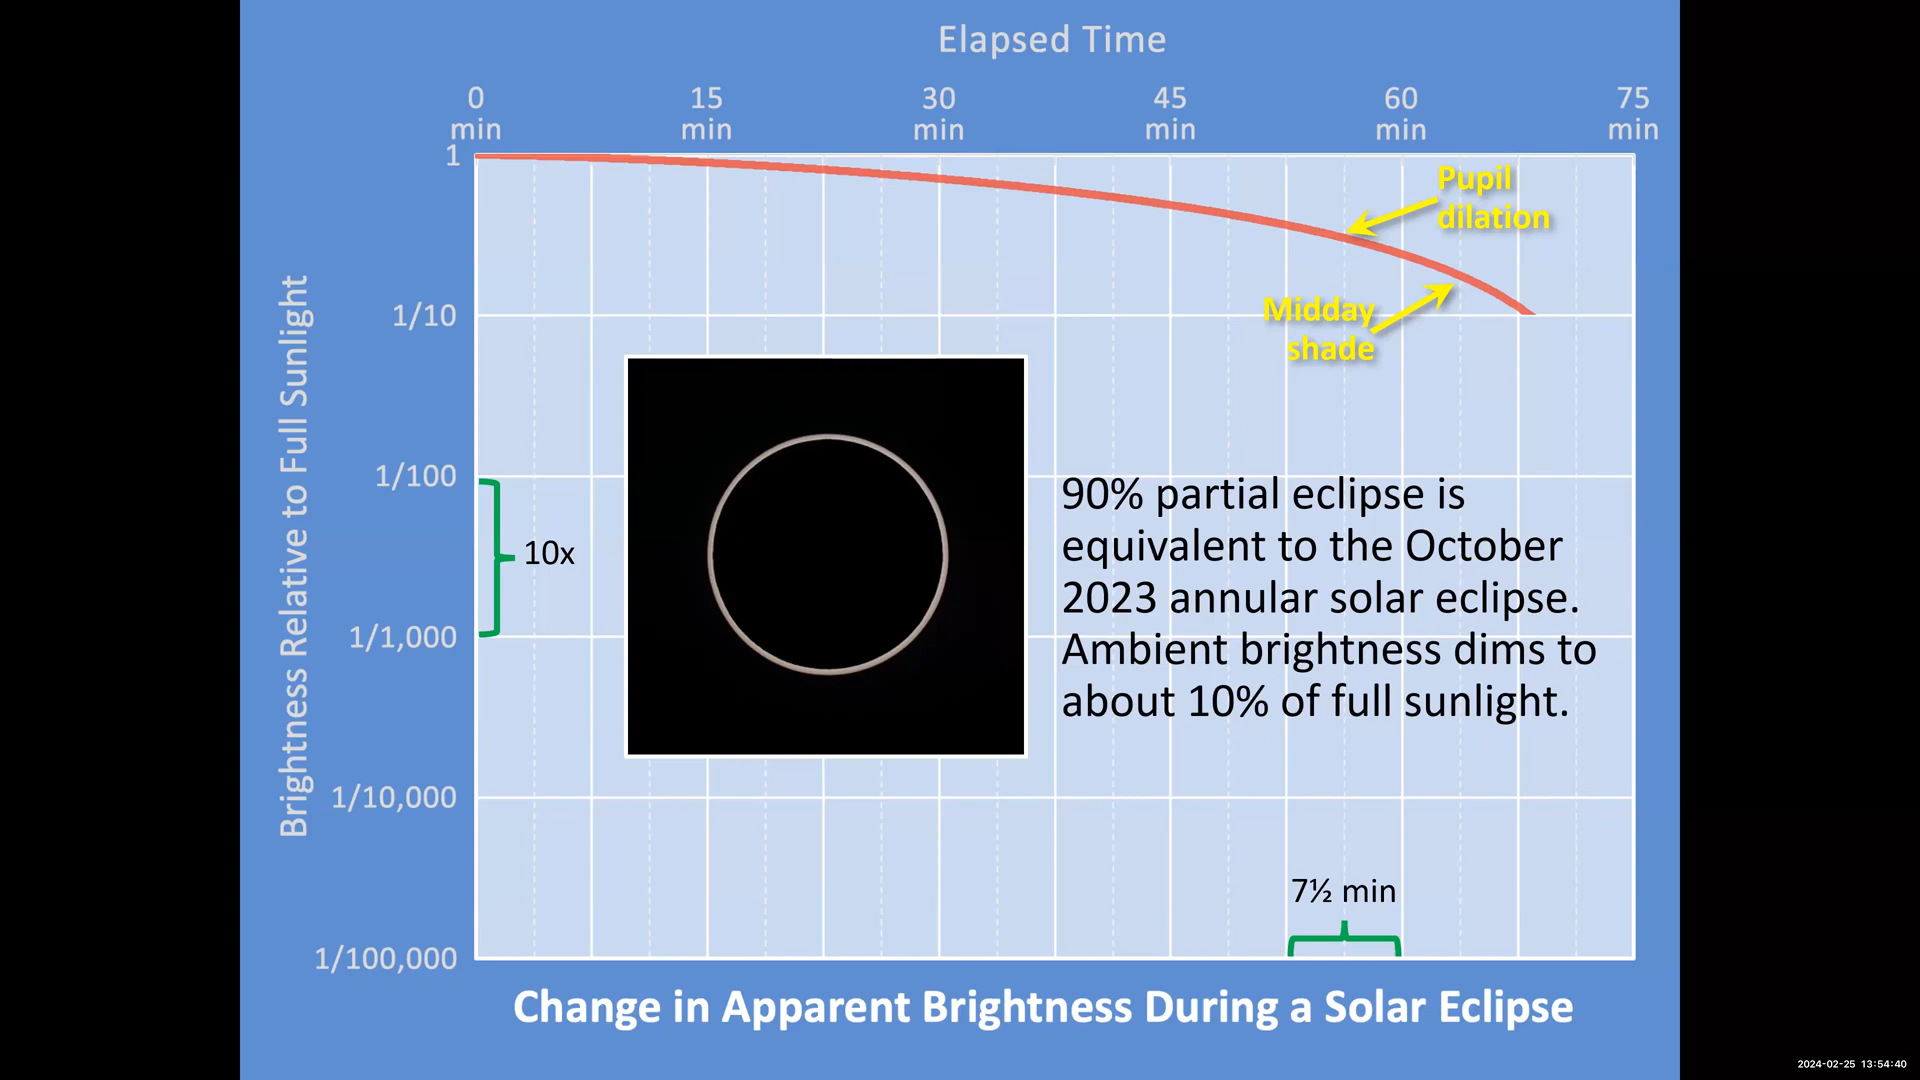 Elapsed Time
0
min
15
min
30
min
45
min
60
min
75
min
Brightness Relative to Full Sunlight
1
1/10
1/100
1/1,000
1/10,000
1/100,000
Pupil
dilation
Midday
shade
10x
90% partial eclipse is
equivalent to the October
2023 annular solar eclipse.
Ambient brightness dims to
about 10% of full sunlight.
7½ min
Change in Apparent Brightness During a Solar Eclipse
2024-02-25 13:54:40